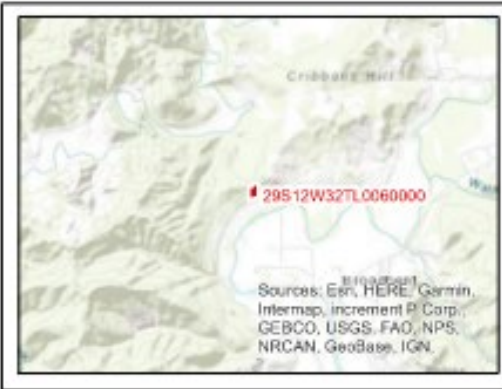 Cribbens Hill
29S12W32TL0060000
Broadbent
Sources: Esri, HERE, Garmin,
Intermap, increment P Corp.,
GEBCO, USGS, FAO, NPS,
NRCAN, GeoBase, IGN,